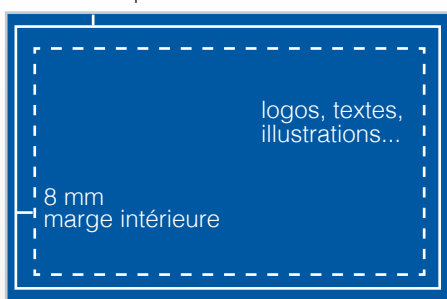 logos, textes,
illustrations...
8 mm
marge intérieure